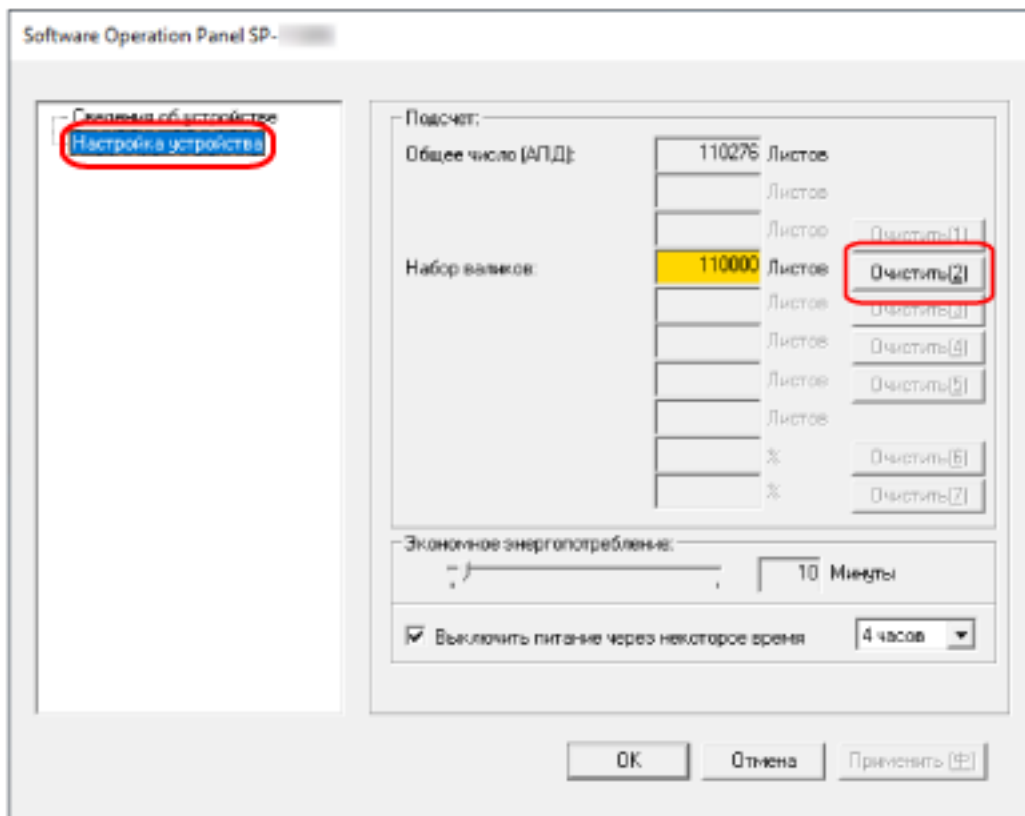 Software Operation Panel SP-
Сведения об устройстве
Настройка устройства
Подсчет:
Общее число (АПД): 110276 Листов
Листов
Листов Очистить(1)
Набор валиков: 110000 Листов Очистить(2)
Листов Очистить(3)
Листов Очистить(4)
Листов Очистить(5)
Листов
% Очистить(6)
% Очистить(7)
Экономное энергопотребление:
10 Минуты
Выключить питание через некоторое время 4 часов
OK Отмена Применить (中)